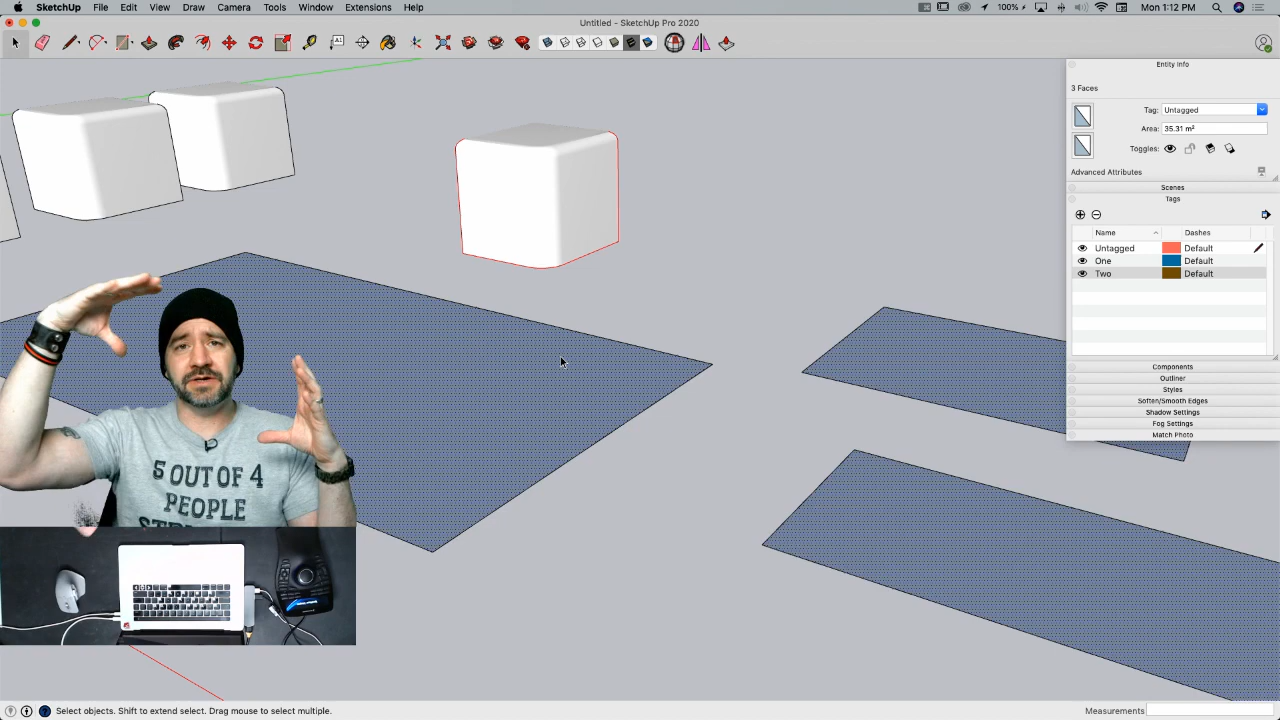 SketchUp File Edit View Draw Camera Tools Window Extensions Help
100% Mon 1:12 PM
Untitled - SketchUp Pro 2020
Entity Info
3 Faces
Tag: Untagged
Area: 35.31 m²
Toggles:
Advanced Attributes
Scenes
Tags
Name Dashes
Untagged Default
One Default
Two Default
Components
Outliner
Styles
Soften/Smooth Edges
Shadow Settings
Fog Settings
Match Photo
5 OUT OF 4
PEOPLE
Select objects. Shift to extend select. Drag mouse to select multiple.
Measurements